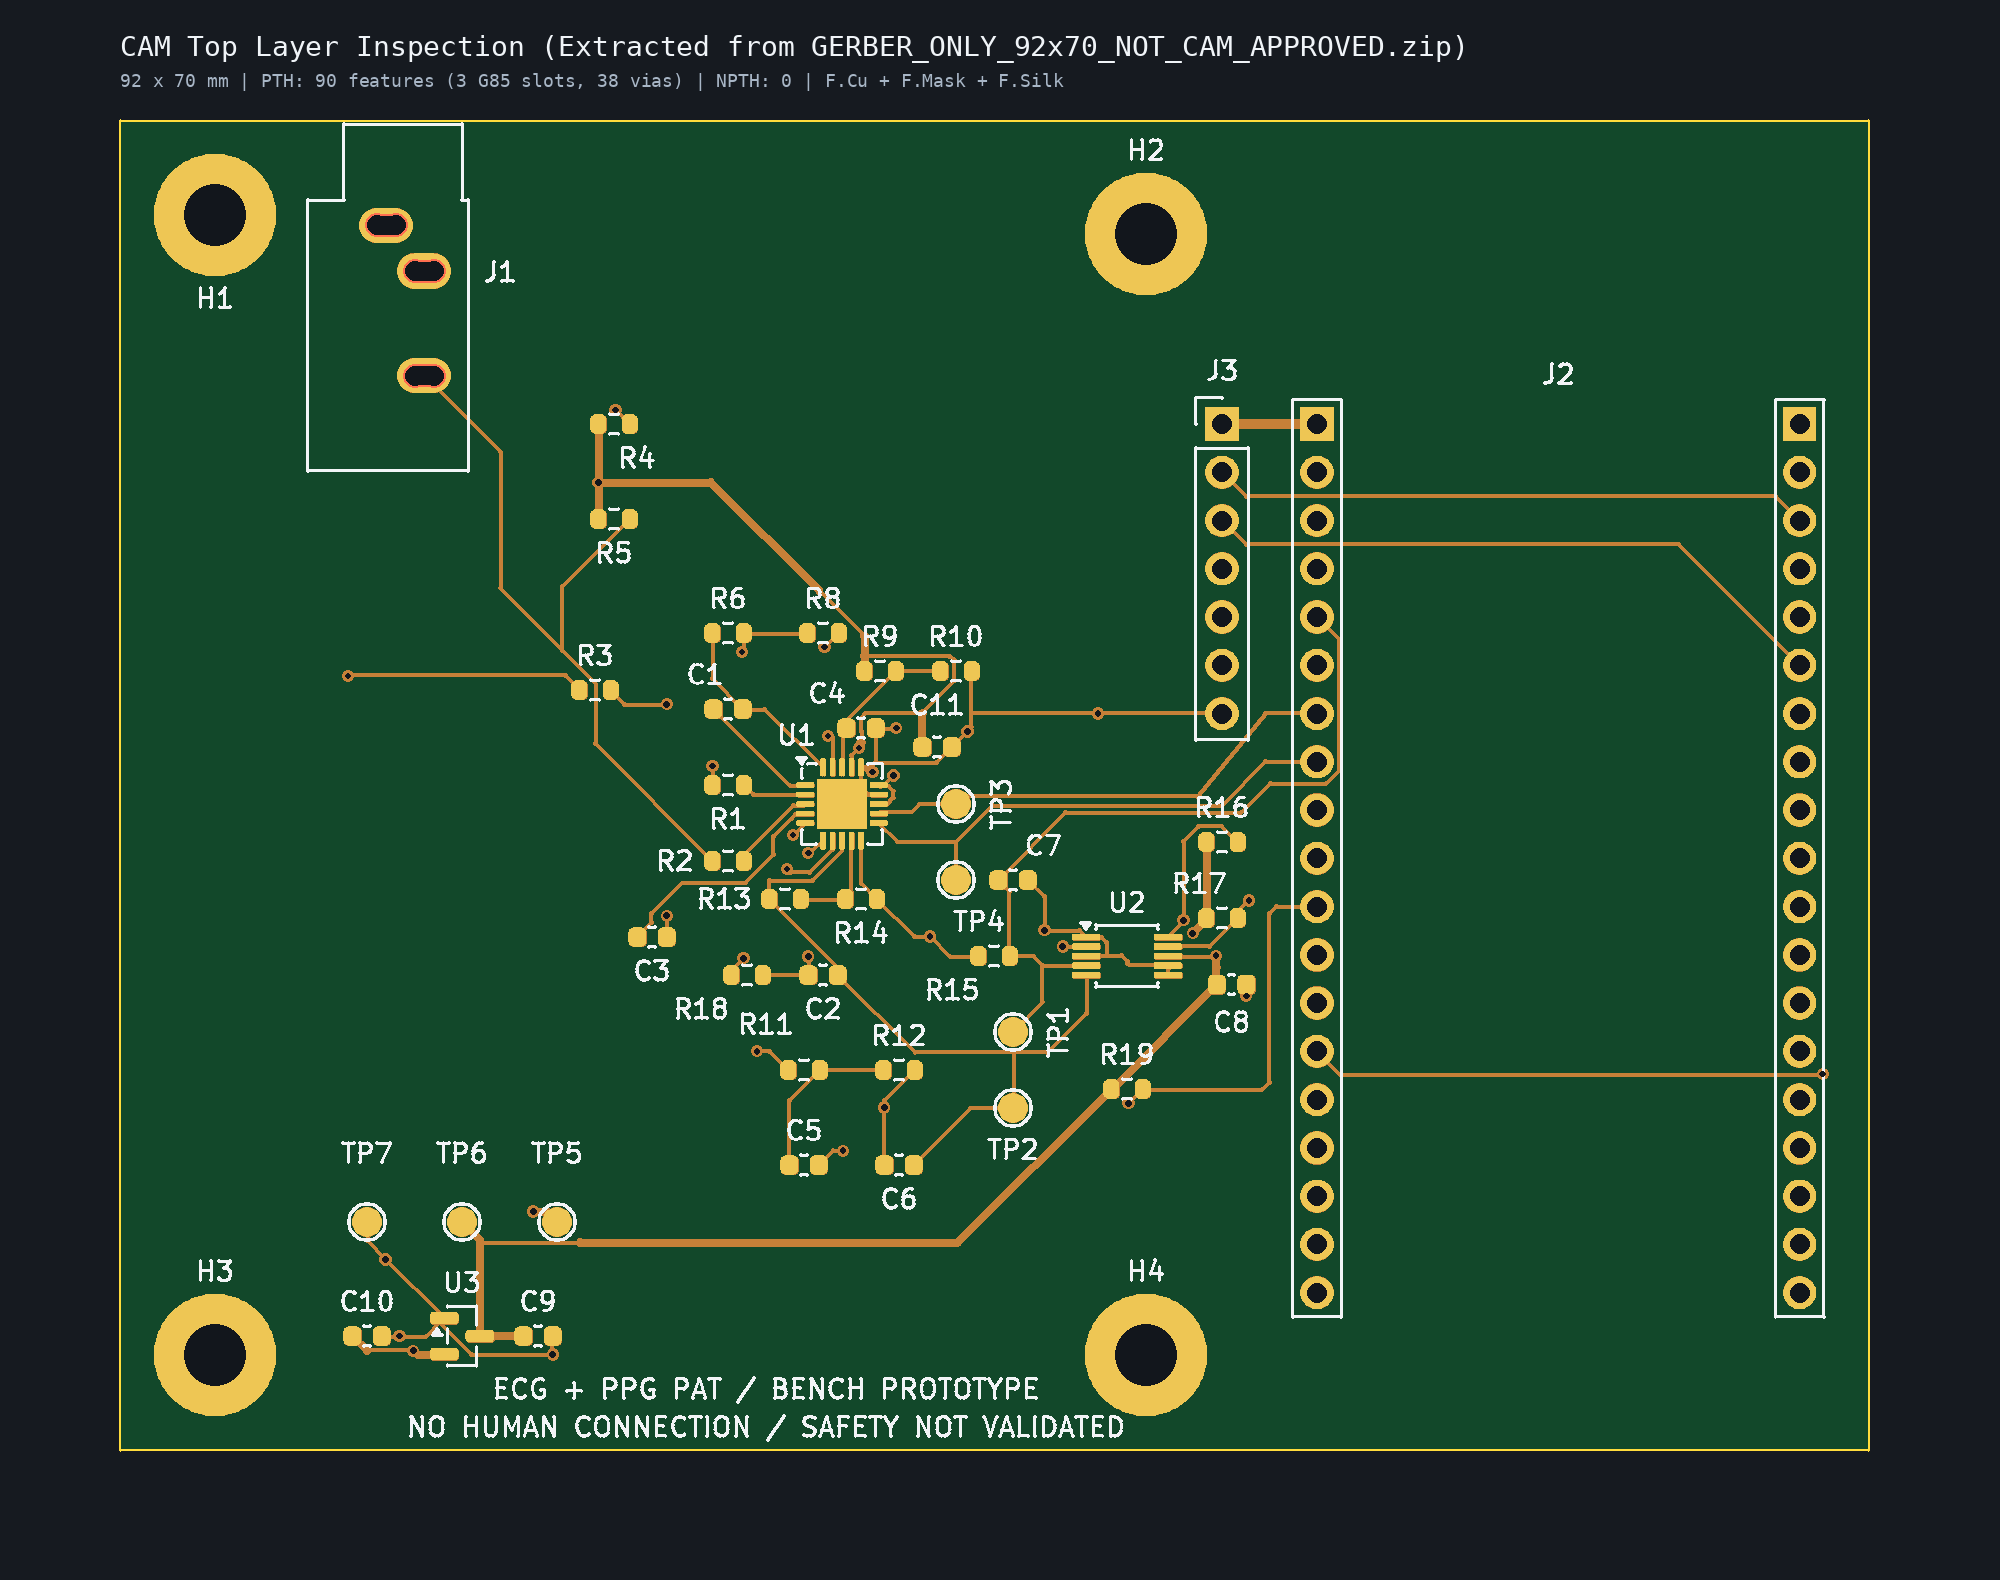 CAM Top Layer Inspection (Extracted from GERBER_ONLY_92x70_NOT_CAM_APPROVED.zip)
92 x 70 mm | PTH: 90 features (3 G85 slots, 38 vias) | NPTH: 0 | F.Cu + F.Mask + F.Silk
H2
J1
H1
J3
J2
R4
R5
R6
R8
R9
R10
R3
C1
C4
C11
U1
TP3
R16
R1
C7
R2
R17
R13
U2
TP4
R14
C3
R15
R18
C2
C8
R11
R12
TP1
R19
C5
TP2
TP7
TP6
TP5
C6
H3
H4
U3
C10
C9
ECG + PPG PAT / BENCH PROTOTYPE
NO HUMAN CONNECTION / SAFETY NOT VALIDATED